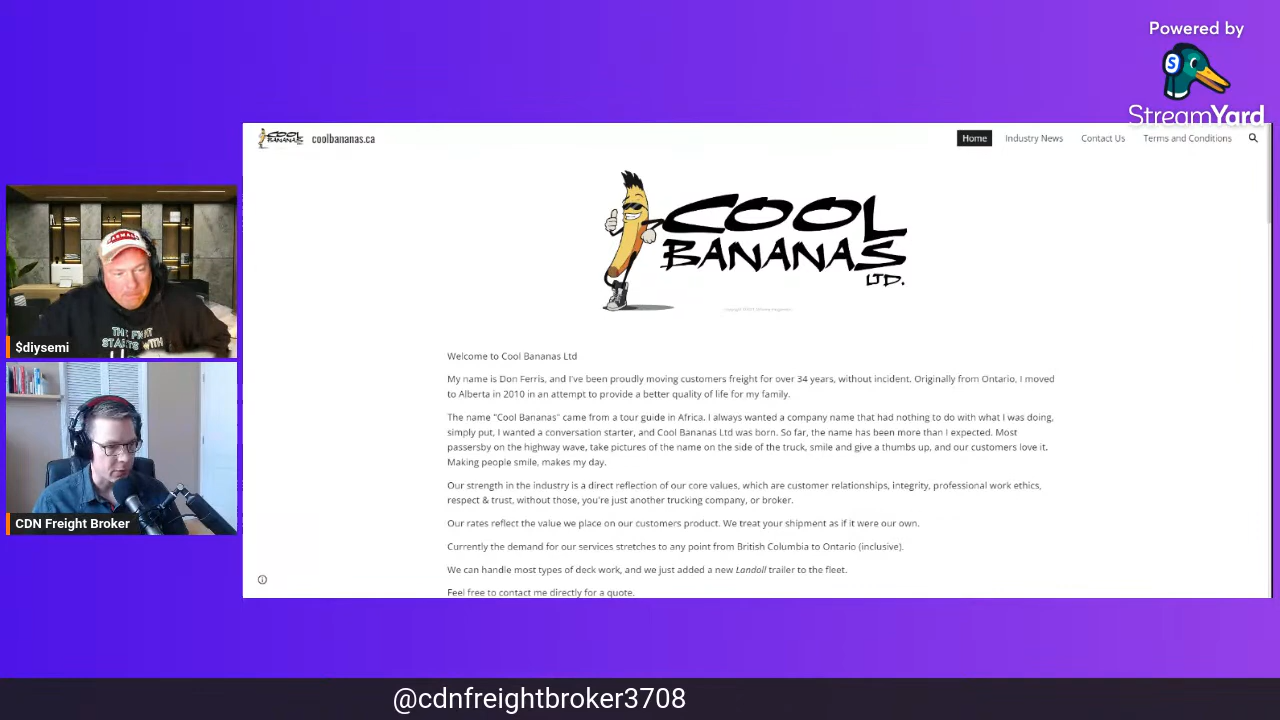 Powered by
StreamYard
COOL BANANAS
coolbananas.ca
Home
Industry News
Contact Us
Terms and Conditions
COOL
BANANAS
LTD.
Welcome to Cool Bananas Ltd
My name is Don Ferris, and I've been proudly moving customers freight for over 34 years, without incident. Originally from Ontario, I moved
to Alberta in 2010 in an attempt to provide a better quality of life for my family.
The name "Cool Bananas" came from a tour guide in Africa. I always wanted a company name that had nothing to do with what I was doing,
simply put, I wanted a conversation starter, and Cool Bananas Ltd was born. So far, the name has been more than I expected. Most
passersby on the highway wave, take pictures of the name on the side of the truck, smile and give a thumbs up, and our customers love it.
Making people smile, makes my day.
Our strength in the industry is a direct reflection of our core values, which are customer relationships, integrity, professional work ethics,
respect & trust, without those, you're just another trucking company, or broker.
Our rates reflect the value we place on our customers product. We treat your shipment as if it were our own.
Currently the demand for our services stretches to any point from British Columbia to Ontario (inclusive).
We can handle most types of deck work, and we just added a new Landoll trailer to the fleet.
Feel free to contact me directly for a quote.
THE
STARTS WITH
$diysemi
CDN Freight Broker
@cdnfreightbroker3708